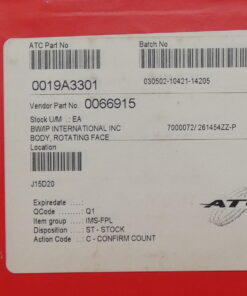 ATC Part No
Batch No
0019A3301
030502-10421-14205
Vendor Part No. 0066915
Stock U/M .: EA
BW/IP INTERNATIONAL INC
7000072/ 261454ZZ-P
BODY, ROTATING FACE
Location
J15D20
Expiredate :
QCode : Q1
Item group : IMS-FPL
Disposition : ST - STOCK
Action Code : C - CONFIRM COUNT